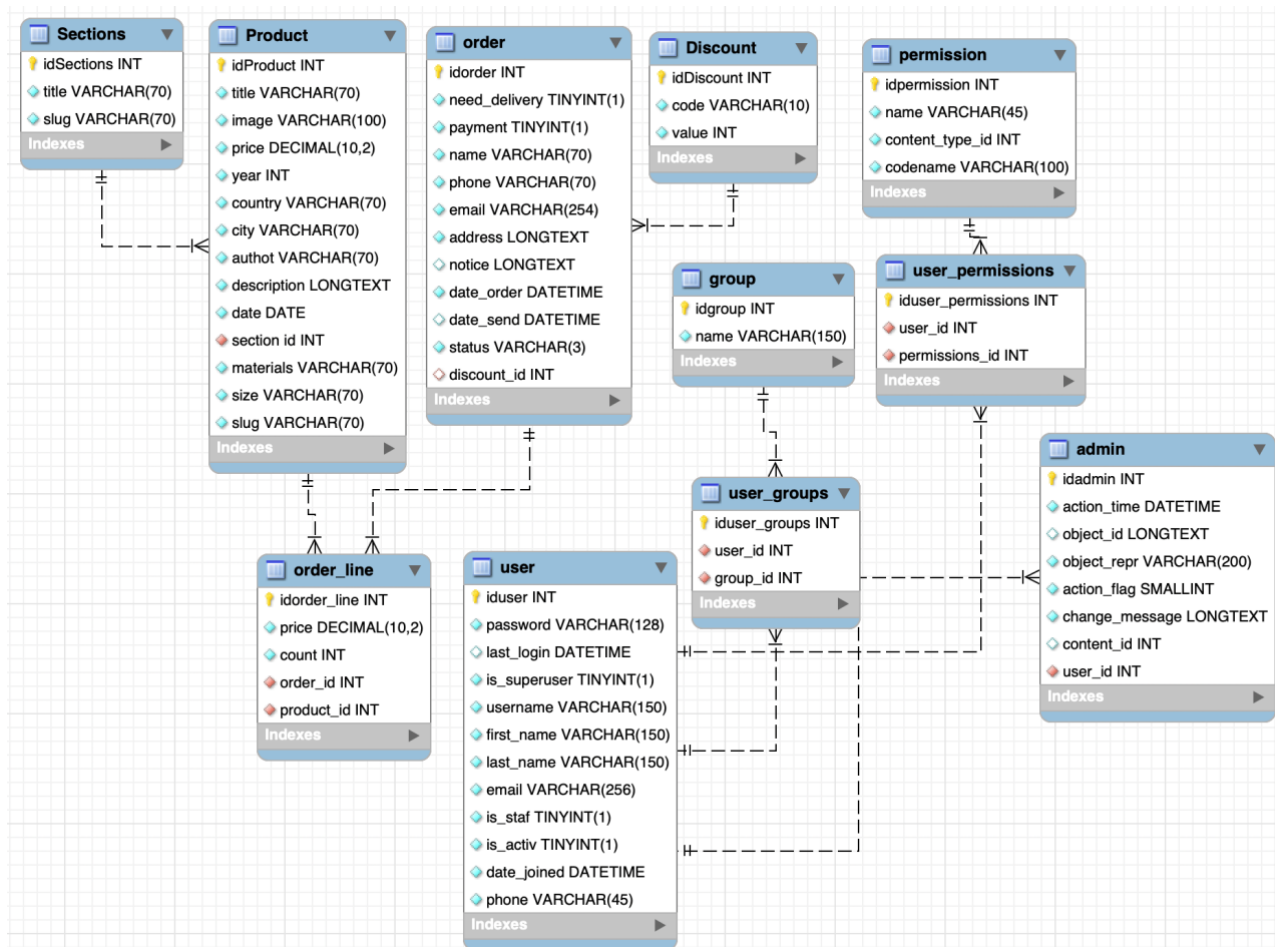 Sections
idSections INT
title VARCHAR(70)
slug VARCHAR(70)
Indexes
Product
idProduct INT
title VARCHAR(70)
image VARCHAR(100)
price DECIMAL(10,2)
year INT
country VARCHAR(70)
city VARCHAR(70)
authot VARCHAR(70)
description LONGTEXT
date DATE
section id INT
materials VARCHAR(70)
size VARCHAR(70)
slug VARCHAR(70)
Indexes
order
idorder INT
need_delivery TINYINT(1)
payment TINYINT(1)
name VARCHAR(70)
phone VARCHAR(70)
email VARCHAR(254)
address LONGTEXT
notice LONGTEXT
date_order DATETIME
date_send DATETIME
status VARCHAR(3)
discount_id INT
Indexes
Discount
idDiscount INT
code VARCHAR(10)
value INT
Indexes
permission
idpermission INT
name VARCHAR(45)
content_type_id INT
codename VARCHAR(100)
Indexes
group
idgroup INT
name VARCHAR(150)
Indexes
user_permissions
iduser_permissions INT
user_id INT
permissions_id INT
Indexes
admin
idadmin INT
action_time DATETIME
object_id LONGTEXT
object_repr VARCHAR(200)
action_flag SMALLINT
change_message LONGTEXT
content_id INT
user_id INT
Indexes
user_groups
iduser_groups INT
user_id INT
group_id INT
Indexes
order_line
idorder_line INT
price DECIMAL(10,2)
count INT
order_id INT
product_id INT
Indexes
user
iduser INT
password VARCHAR(128)
last_login DATETIME
is_superuser TINYINT(1)
username VARCHAR(150)
first_name VARCHAR(150)
last_name VARCHAR(150)
email VARCHAR(256)
is_staf TINYINT(1)
is_activ TINYINT(1)
date_joined DATETIME
phone VARCHAR(45)
Indexes